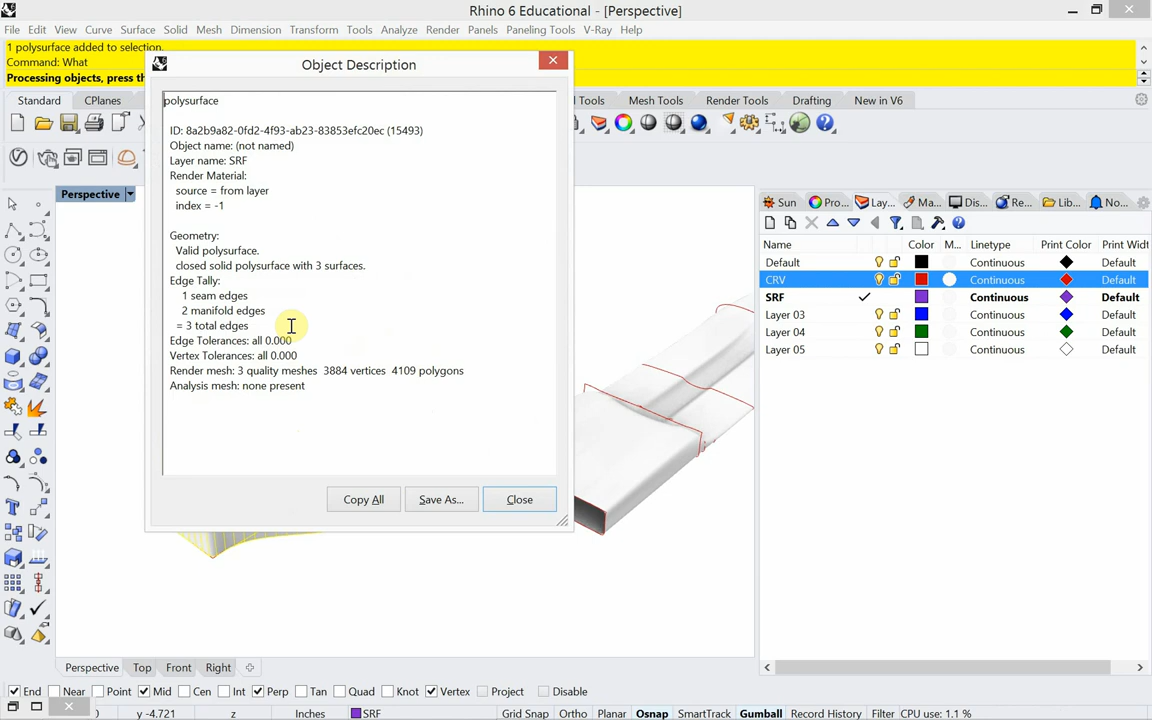 Rhino 6 Educational - [Perspective]
File Edit View Curve Surface Solid Mesh Dimension Transform Tools Analyze Render Panels Paneling Tools V-Ray Help
1 polysurface added to selection.
Command: What
Processing objects, press th
Object Description
Standard CPlanes l Tools Mesh Tools Render Tools Drafting New in V6
polysurface
ID: 8a2b9a82-0fd2-4f93-ab23-83853efc20ec (15493)
Object name: (not named)
Layer name: SRF
Render Material:
source = from layer
index = -1
Geometry:
Valid polysurface.
closed solid polysurface with 3 surfaces.
Edge Tally:
1 seam edges
2 manifold edges
= 3 total edges
Edge Tolerances: all 0.000
Vertex Tolerances: all 0.000
Render mesh: 3 quality meshes 3884 vertices 4109 polygons
Analysis mesh: none present
Copy All Save As... Close
Perspective
Sun Pro... Lay... Ma... Dis... Re... Lib... No...
Name Color M... Linetype Print Color Print Widt
Default Continuous Default
CRV Continuous Default
SRF Continuous Default
Layer 03 Continuous Default
Layer 04 Continuous Default
Layer 05 Continuous Default
Perspective Top Front Right
End Near Point Mid Cen Int Perp Tan Quad Knot Vertex Project Disable
0 y -4.721 z Inches SRF Grid Snap Ortho Planar Osnap SmartTrack Gumball Record History Filter CPU use: 1.1 %